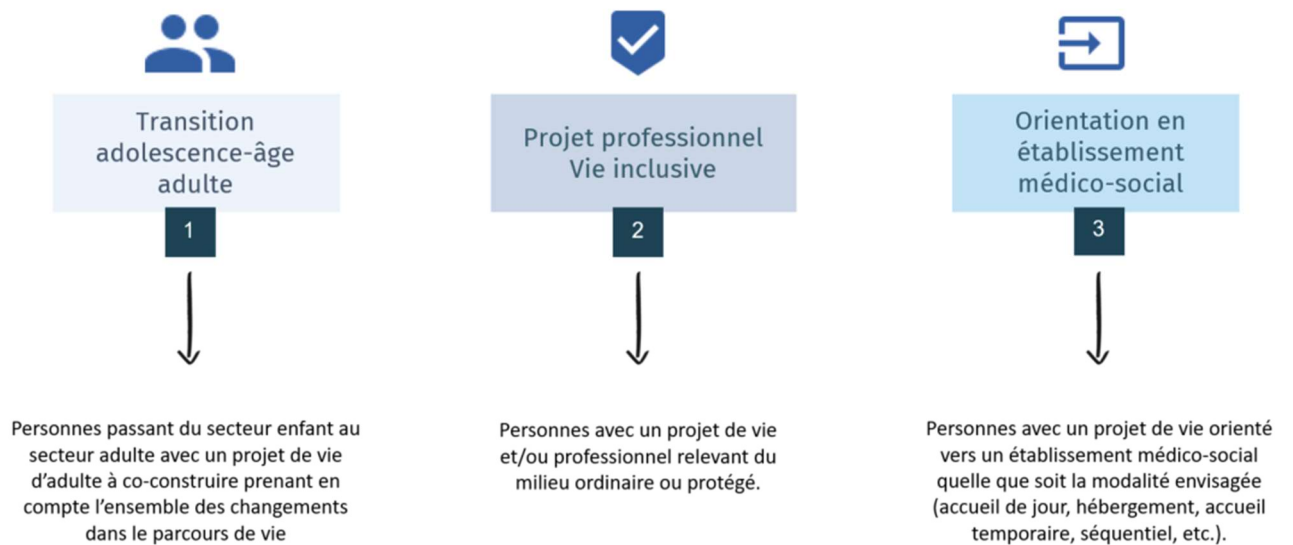 Transition
adolescence-âge
adulte
1
Personnes passant du secteur enfant au
secteur adulte avec un projet de vie
d'adulte à co-construire prenant en
compte l'ensemble des changements
dans le parcours de vie
Projet professionnel
Vie inclusive
2
Personnes avec un projet de vie
et/ou professionnel relevant du
milieu ordinaire ou protégé.
Orientation en
établissement
médico-social
3
Personnes avec un projet de vie orienté
vers un établissement médico-social
quelle que soit la modalité envisagée
(accueil de jour, hébergement, accueil
temporaire, séquentiel, etc.).